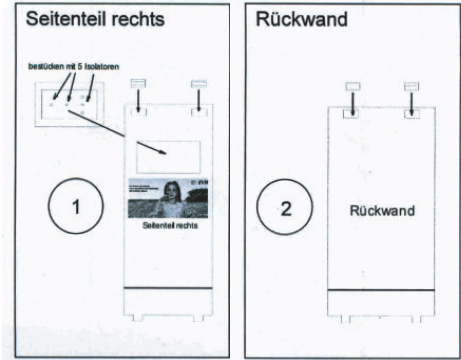 Seitenteil rechts
bestücken mit 5 Isolatoren
1
Seitenteil rechts
Rückwand
2
Rückwand